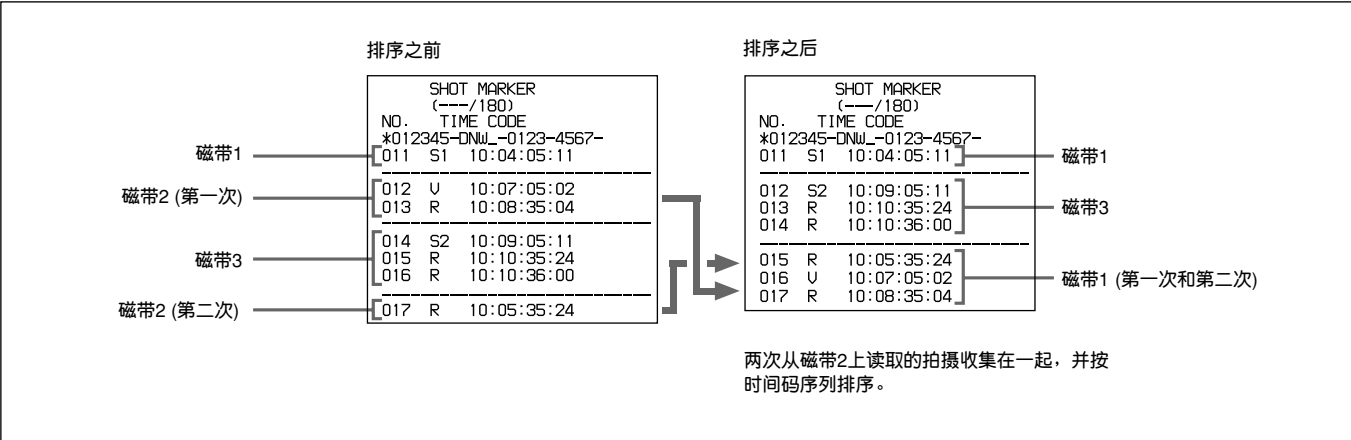 排序之前
SHOT MARKER
(---/180)
NO. TIME CODE
*012345-DNW_-0123-4567-
磁带1
011 S1 10:04:05:11
磁带2 (第一次)
012 V 10:07:05:02
013 R 10:08:35:04
磁带3
014 S2 10:09:05:11
015 R 10:10:35:24
016 R 10:10:36:00
磁带2 (第二次)
017 R 10:05:35:24
排序之后
SHOT MARKER
(---/180)
NO. TIME CODE
*012345-DNW_-0123-4567-
011 S1 10:04:05:11
磁带1
012 S2 10:09:05:11
013 R 10:10:35:24
014 R 10:10:36:00
磁带3
015 R 10:05:35:24
016 V 10:07:05:02
017 R 10:08:35:04
磁带1 (第一次和第二次)
两次从磁带2上读取的拍摄收集在一起，并按
时间码序列排序。